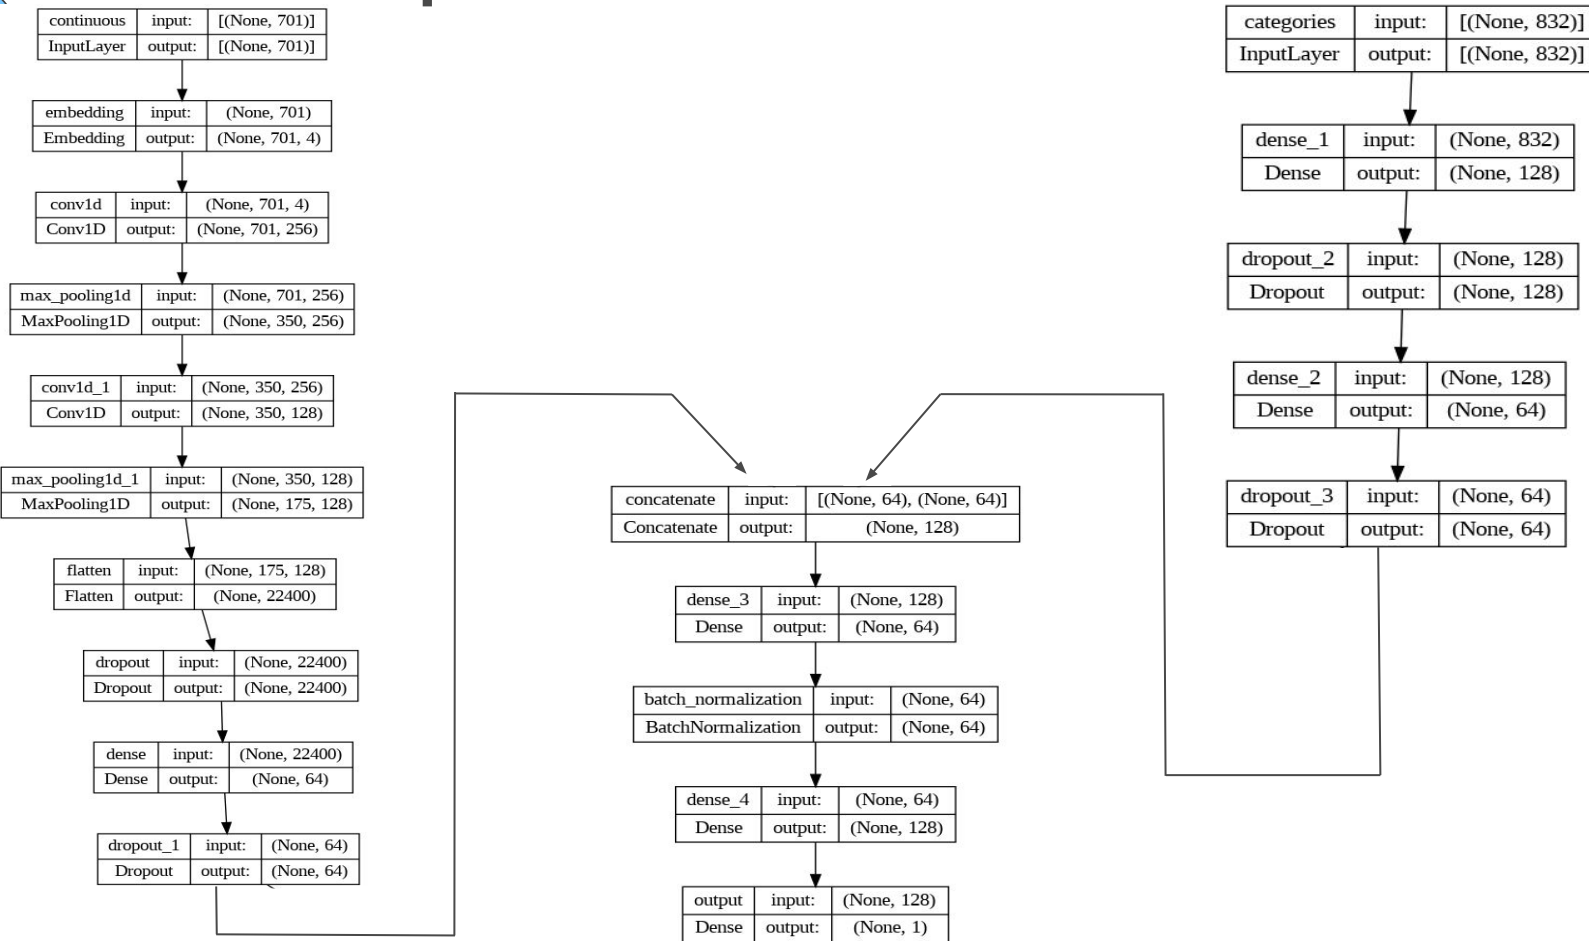 continuous input: [(None, 701)]
InputLayer output: [(None, 701)]
embedding input: (None, 701)
Embedding output: (None, 701, 4)
conv1d input: (None, 701, 4)
Conv1D output: (None, 701, 256)
max_pooling1d input: (None, 701, 256)
MaxPooling1D output: (None, 350, 256)
conv1d_1 input: (None, 350, 256)
Conv1D output: (None, 350, 128)
max_pooling1d_1 input: (None, 350, 128)
MaxPooling1D output: (None, 175, 128)
flatten input: (None, 175, 128)
Flatten output: (None, 22400)
dropout input: (None, 22400)
Dropout output: (None, 22400)
dense input: (None, 22400)
Dense output: (None, 64)
dropout_1 input: (None, 64)
Dropout output: (None, 64)
categories input: [(None, 832)]
InputLayer output: [(None, 832)]
dense_1 input: (None, 832)
Dense output: (None, 128)
dropout_2 input: (None, 128)
Dropout output: (None, 128)
dense_2 input: (None, 128)
Dense output: (None, 64)
dropout_3 input: (None, 64)
Dropout output: (None, 64)
concatenate input: [(None, 64), (None, 64)]
Concatenate output: (None, 128)
dense_3 input: (None, 128)
Dense output: (None, 64)
batch_normalization input: (None, 64)
BatchNormalization output: (None, 64)
dense_4 input: (None, 64)
Dense output: (None, 128)
output input: (None, 128)
Dense output: (None, 1)